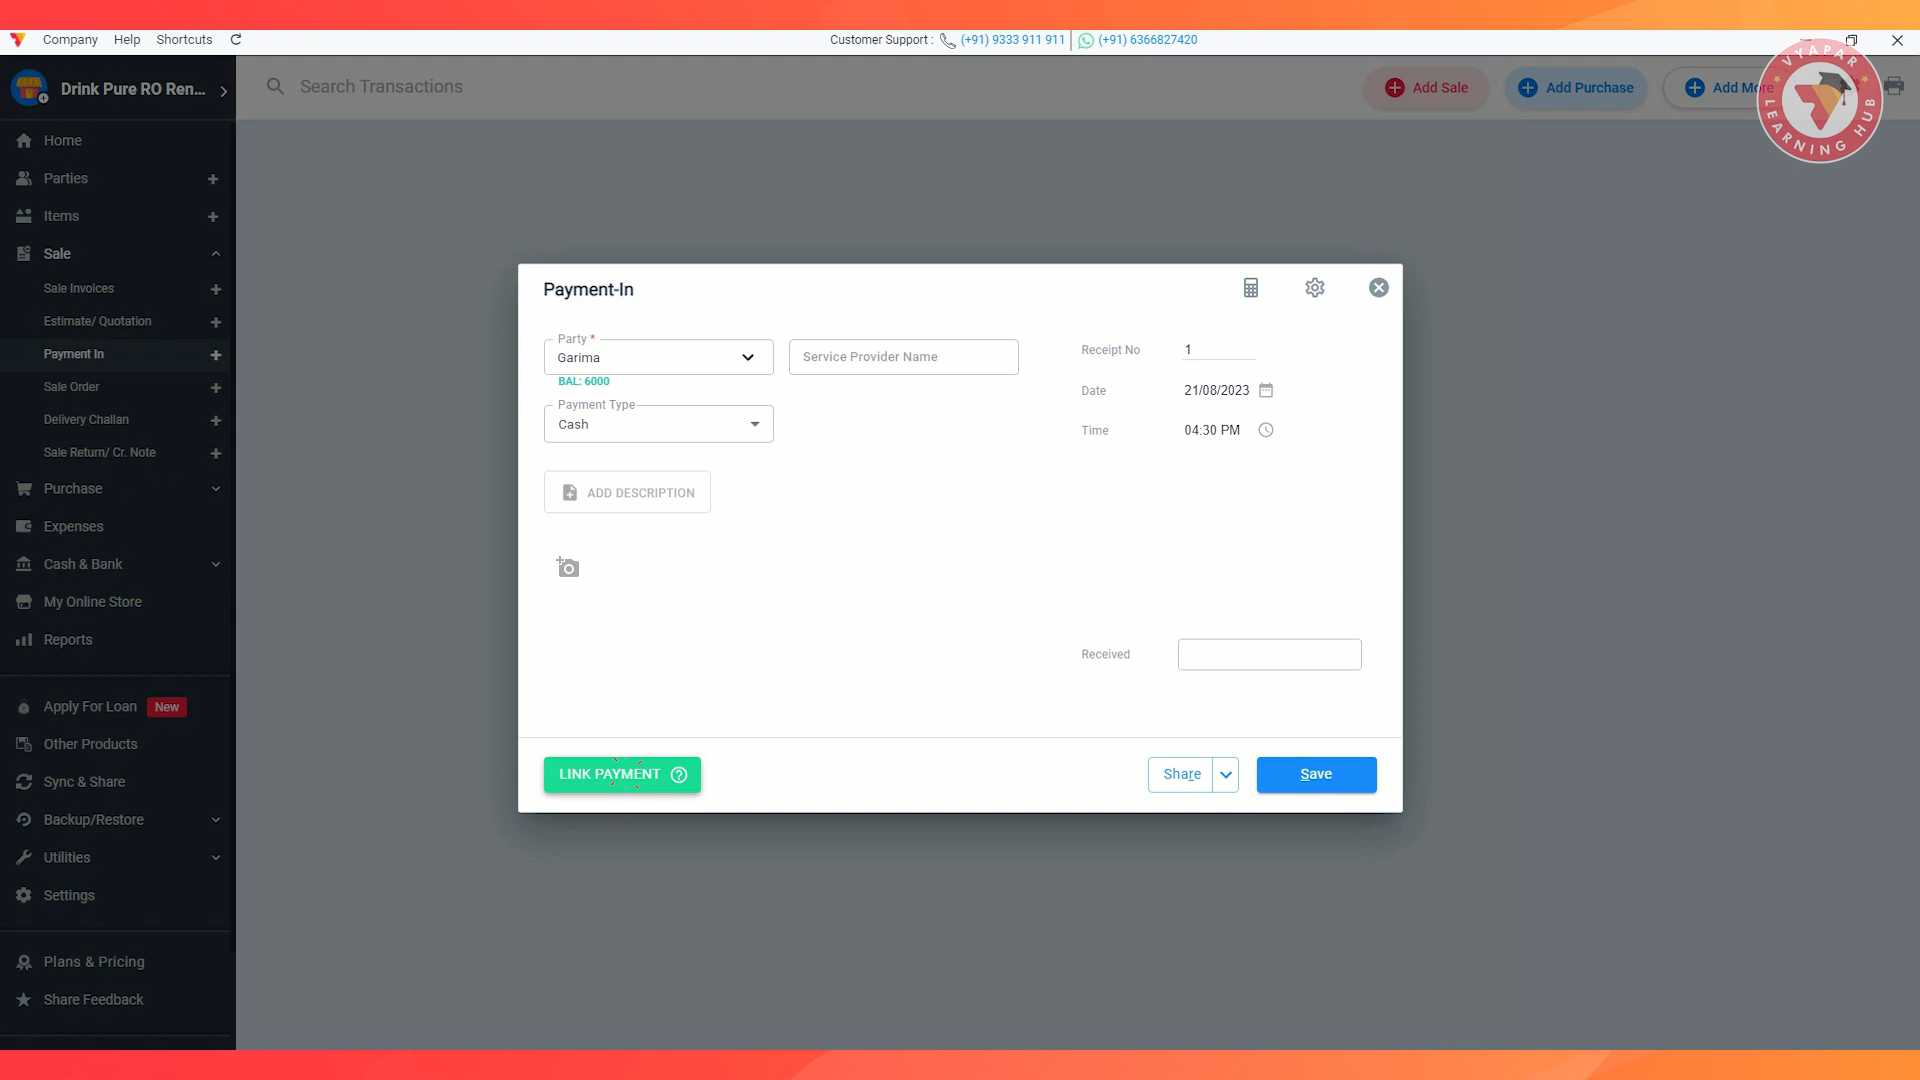 Company Help Shortcuts
Customer Support : (+91) 9333 911 911 (+91) 6366827420
Drink Pure RO Ren...
Search Transactions
Add Sale
Add Purchase
Add More
VYAPAR
LEARNING HUB
Home
Parties
Items
Sale
Sale Invoices
Estimate/ Quotation
Payment In
Sale Order
Delivery Challan
Sale Return/ Cr. Note
Purchase
Expenses
Cash & Bank
My Online Store
Reports
Apply For Loan New
Other Products
Sync & Share
Backup/Restore
Utilities
Settings
Plans & Pricing
Share Feedback
Payment-In
Party *
Garima
BAL: 6000
Service Provider Name
Payment Type
Cash
ADD DESCRIPTION
Receipt No 1
Date 21/08/2023
Time 04:30 PM
Received
LINK PAYMENT
Share
Save